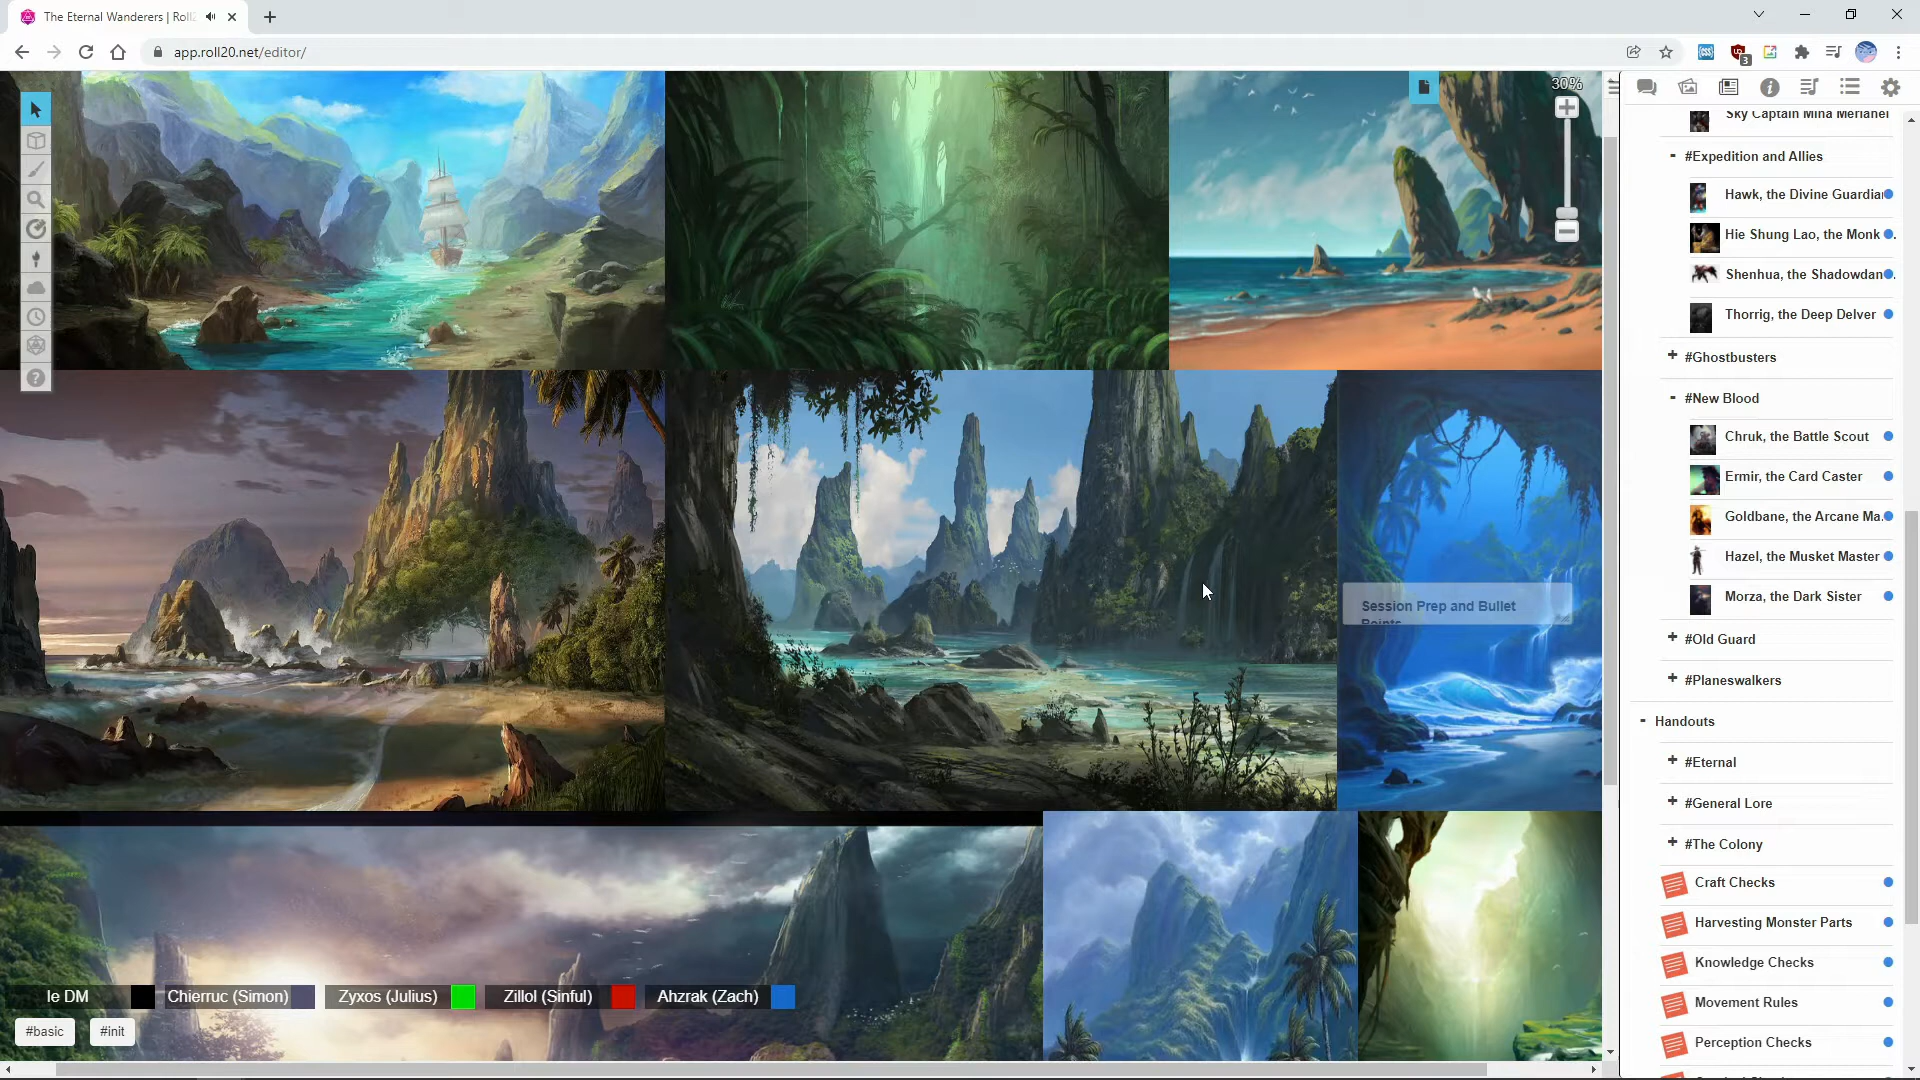 The Eternal Wanderers | Roll2
app.roll20.net/editor/
3
30%
Sky Captain Mina Merianel
#Expedition and Allies
Hawk, the Divine Guardia
Hie Shung Lao, the Monk .
Shenhua, the Shadowdan.
Thorrig, the Deep Delver
+ #Ghostbusters
- #New Blood
Chruk, the Battle Scout
Ermir, the Card Caster
Goldbane, the Arcane Ma.
Hazel, the Musket Master
Morza, the Dark Sister
Session Prep and Bullet
Points
+ #Old Guard
+ #Planeswalkers
- Handouts
+ #Eternal
+ #General Lore
+ #The Colony
Craft Checks
Harvesting Monster Parts
Knowledge Checks
Movement Rules
Perception Checks
le DM
Chierruc (Simon)
Zyxos (Julius)
Zillol (Sinful)
Ahzrak (Zach)
#basic
#init